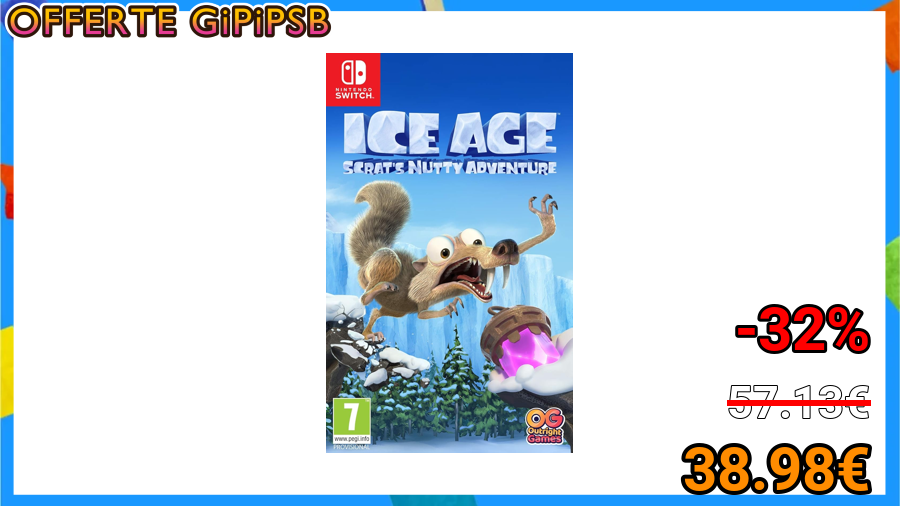 OFFERTE GiPiPSB
NINTENDO
SWITCH
ICE AGE
SCRAT'S NUTTY ADVENTURE
-32%
57.13€
38.98€
7
www.pegi.info
PROVISIONAL
OG
Outright
Games